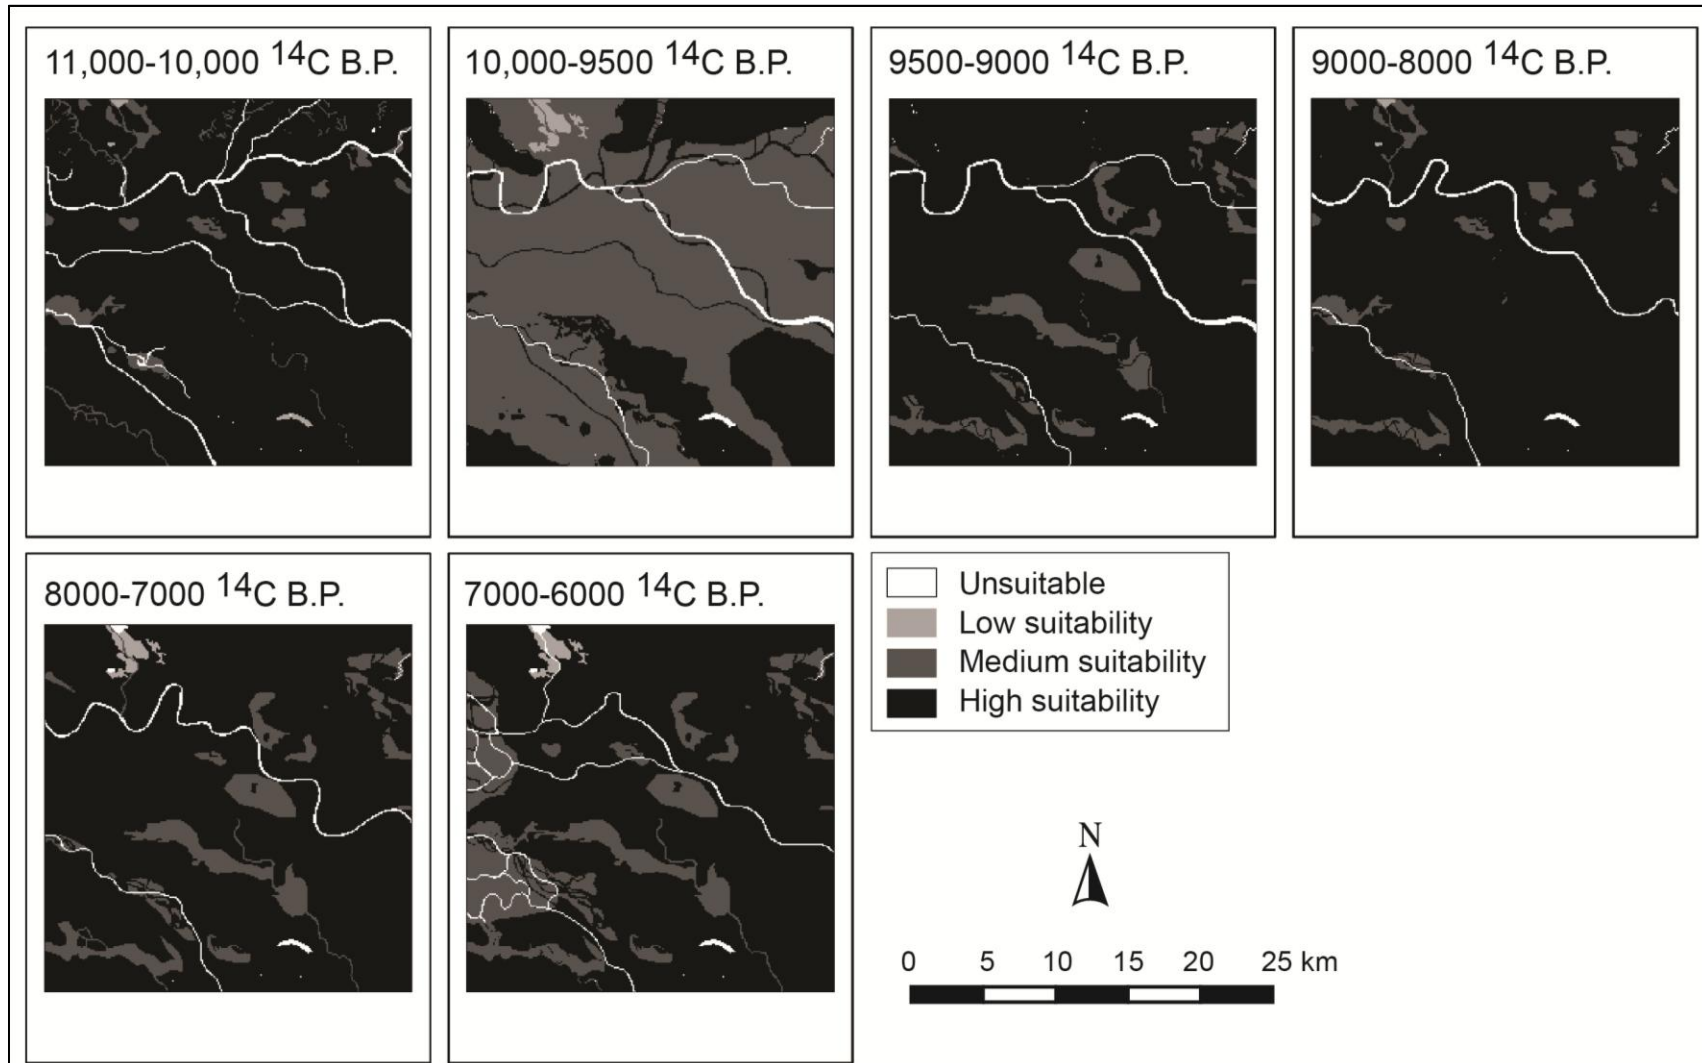 11,000-10,000 ¹⁴C B.P.
10,000-9500 ¹⁴C B.P.
9500-9000 ¹⁴C B.P.
9000-8000 ¹⁴C B.P.
8000-7000 ¹⁴C B.P.
7000-6000 ¹⁴C B.P.
Unsuitable
Low suitability
Medium suitability
High suitability
N
0 5 10 15 20 25 km